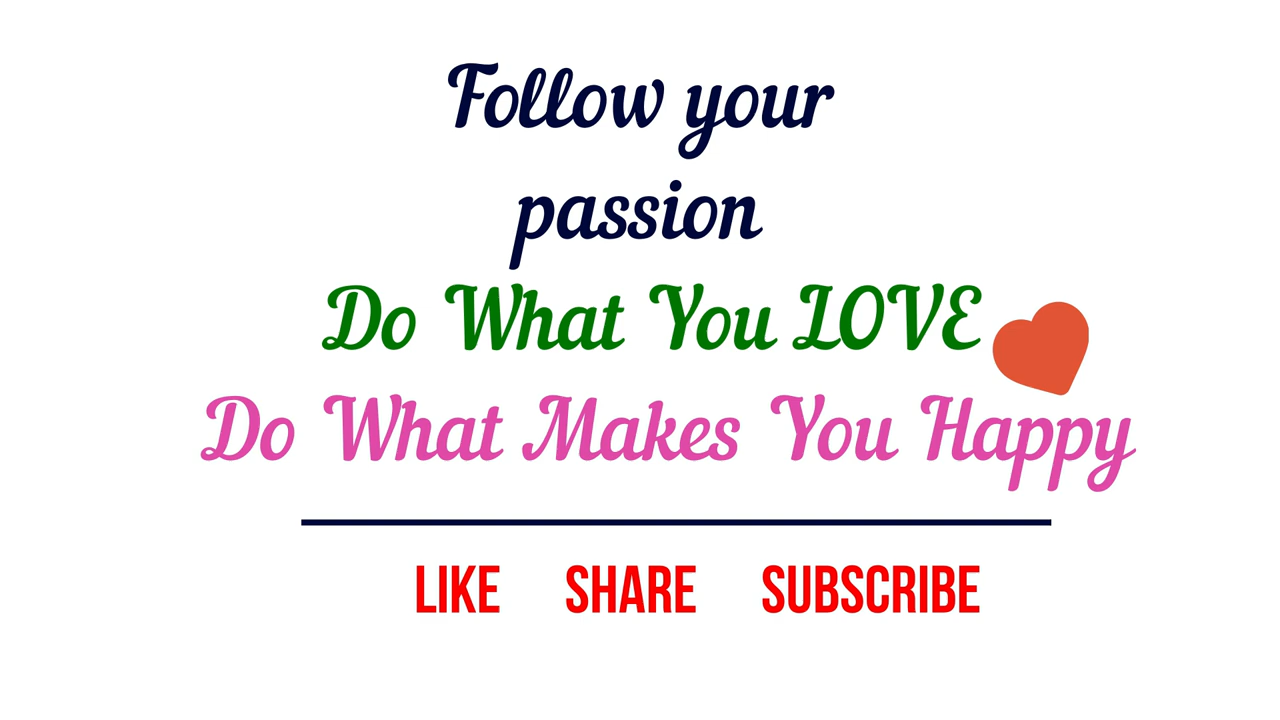 Follow your
passion
Do What You LOVE
Do What Makes You Happy
LIKE SHARE SUBSCRIBE